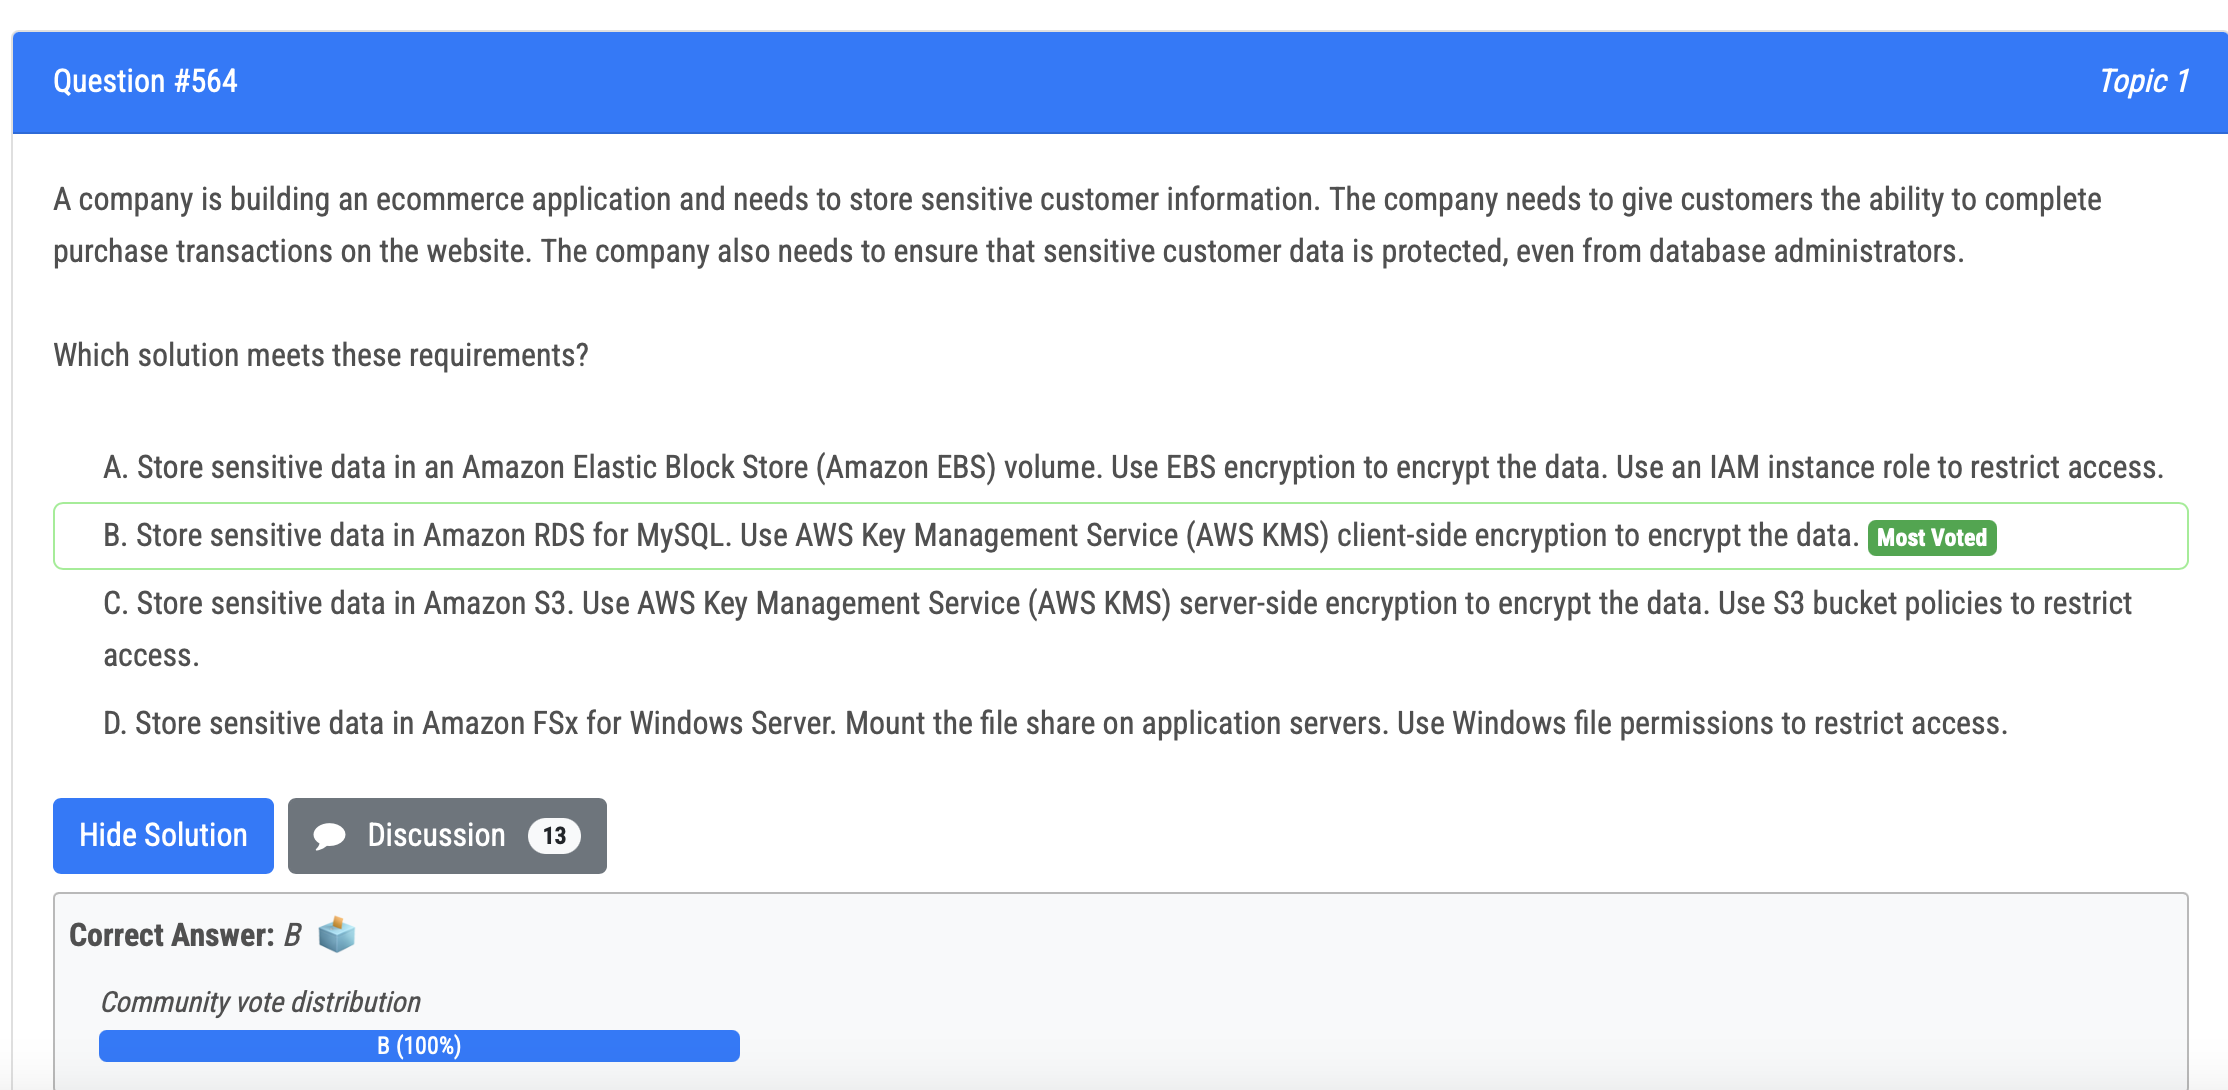 Question #564
Topic 1
A company is building an ecommerce application and needs to store sensitive customer information. The company needs to give customers the ability to complete
purchase transactions on the website. The company also needs to ensure that sensitive customer data is protected, even from database administrators.
Which solution meets these requirements?
A. Store sensitive data in an Amazon Elastic Block Store (Amazon EBS) volume. Use EBS encryption to encrypt the data. Use an IAM instance role to restrict access.
B. Store sensitive data in Amazon RDS for MySQL. Use AWS Key Management Service (AWS KMS) client-side encryption to encrypt the data. Most Voted
C. Store sensitive data in Amazon S3. Use AWS Key Management Service (AWS KMS) server-side encryption to encrypt the data. Use S3 bucket policies to restrict
access.
D. Store sensitive data in Amazon FSx for Windows Server. Mount the file share on application servers. Use Windows file permissions to restrict access.
Hide Solution
Discussion 13
Correct Answer: B
Community vote distribution
B (100%)